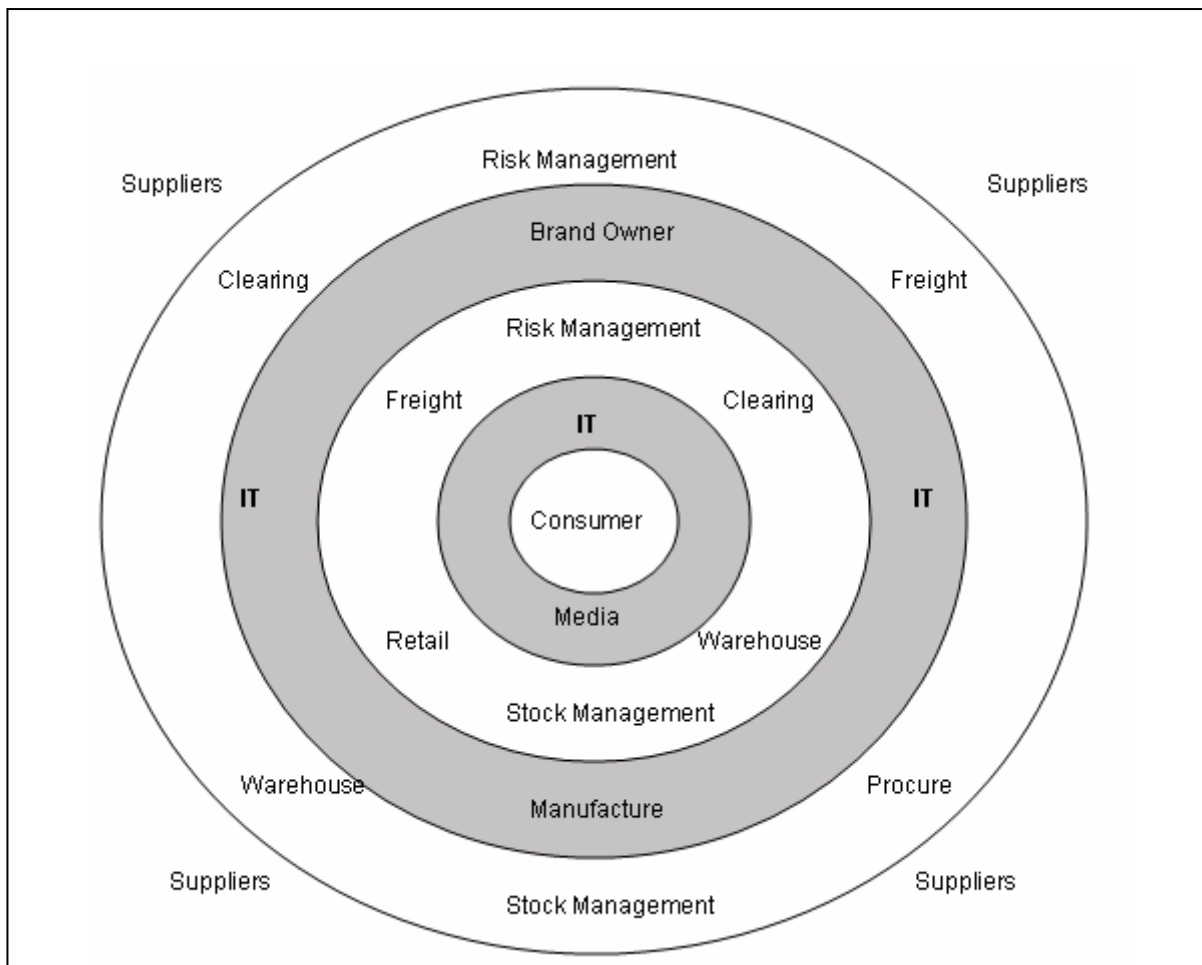 Risk Management
Suppliers
Suppliers
Brand Owner
Clearing
Freight
Risk Management
Freight
Clearing
IT
IT
IT
Consumer
Media
Retail
Warehouse
Stock Management
Warehouse
Procure
Manufacture
Suppliers
Suppliers
Stock Management